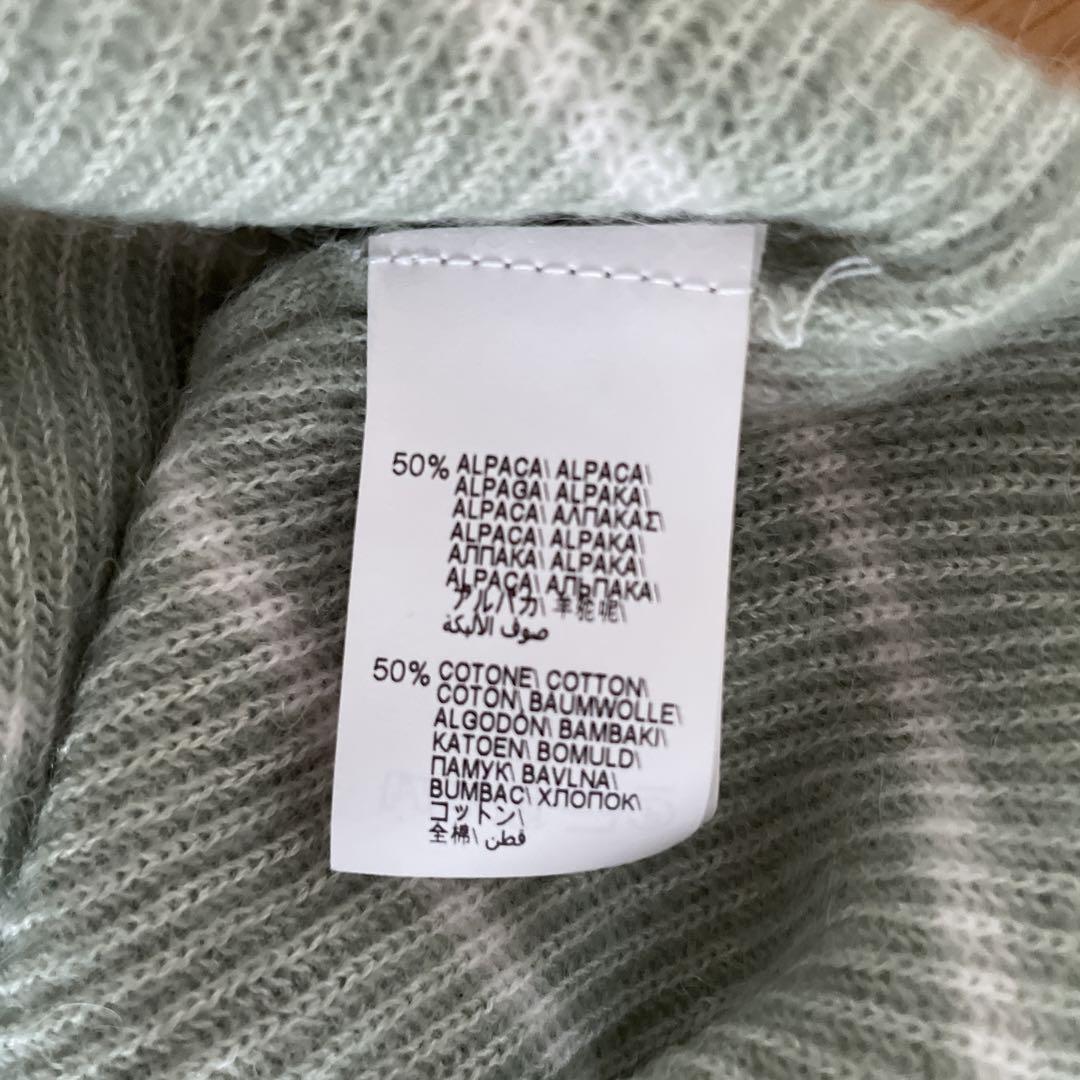 50% ALPACA\ ALPACA\
ALPAGA\ ALPAKA\
ALPACA\ ΑΛΠΑΚΑΣ\
ALPACA\ ALPAKA\
АЛПАКА\ ALPAKA\
ALPACA\ АЛЬПАКА\
アルパカ\ 羊驼呢\
صوف الألبكة
50% COTONE\ COTTON\
COTON\ BAUMWOLLE\
ALGODÓN\ BAMBAKI\
KATOEN\ BOMULD\
ПАМУК\ BAVLNA\
BUMBAC\ ХЛОПОК\
コットン\
全棉\ قطن